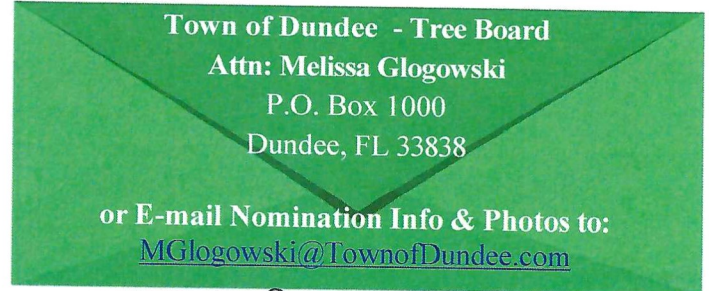 Town of Dundee - Tree Board
Attn: Melissa Glogowski
P.O. Box 1000
Dundee, FL 33838
or E-mail Nomination Info & Photos to:
MGlogowski@TownofDundee.com